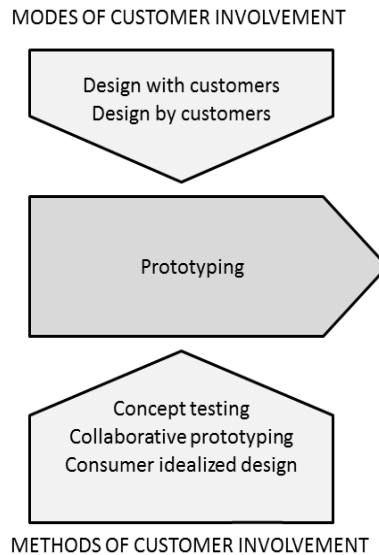 MODES OF CUSTOMER INVOLVEMENT
Design with customers
Design by customers
Prototyping
Concept testing
Collaborative prototyping
Consumer idealized design
METHODS OF CUSTOMER INVOLVEMENT